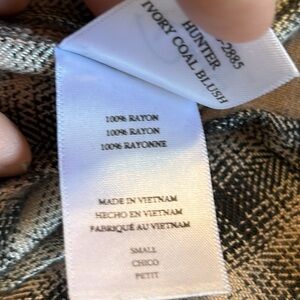 -2885
HUNTER
IVORY COAL BLUSH
100% RAYON
100% RAYON
100% RAYONNE
MADE IN VIETNAM
HECHO EN VIETNAM
FABRIQUÉ AU VIETNAM
SMALL
CHICO
PETIT